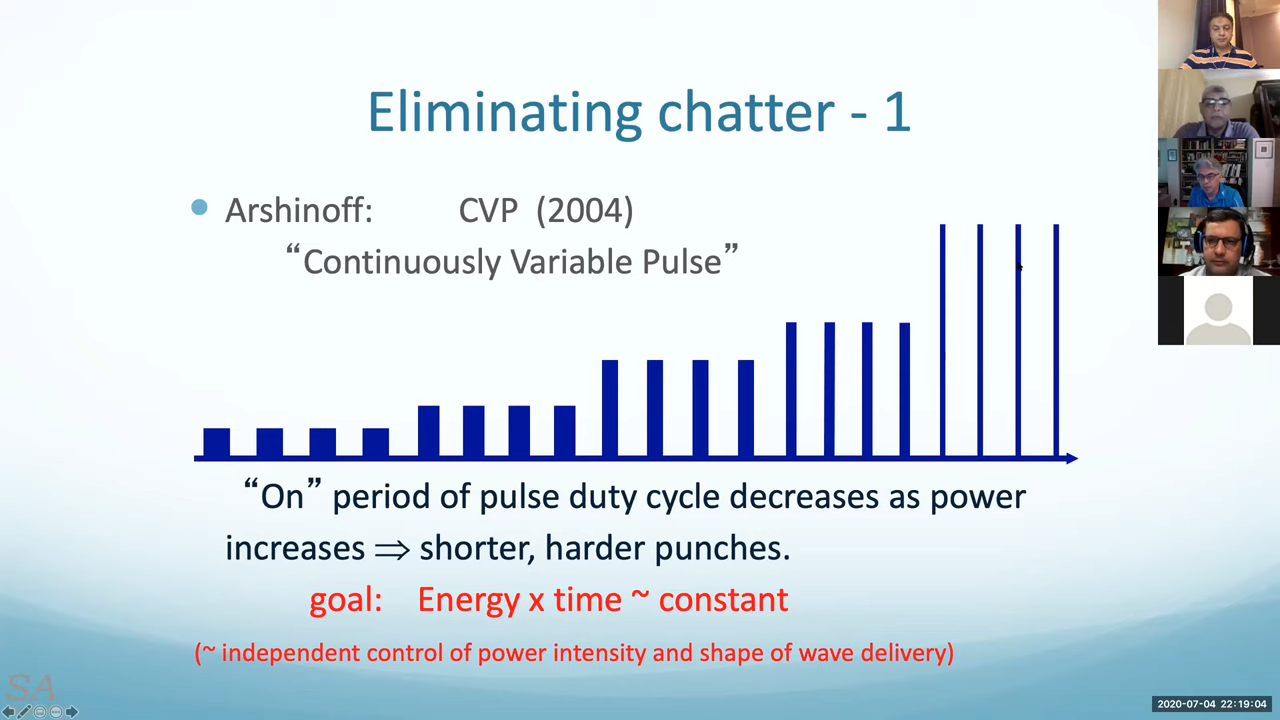 Eliminating chatter - 1
Arshinoff: CVP (2004)
“Continuously Variable Pulse”
“On” period of pulse duty cycle decreases as power
increases ⇒ shorter, harder punches.
goal: Energy x time ~ constant
(~ independent control of power intensity and shape of wave delivery)
SA
2020-07-04 22:19:04